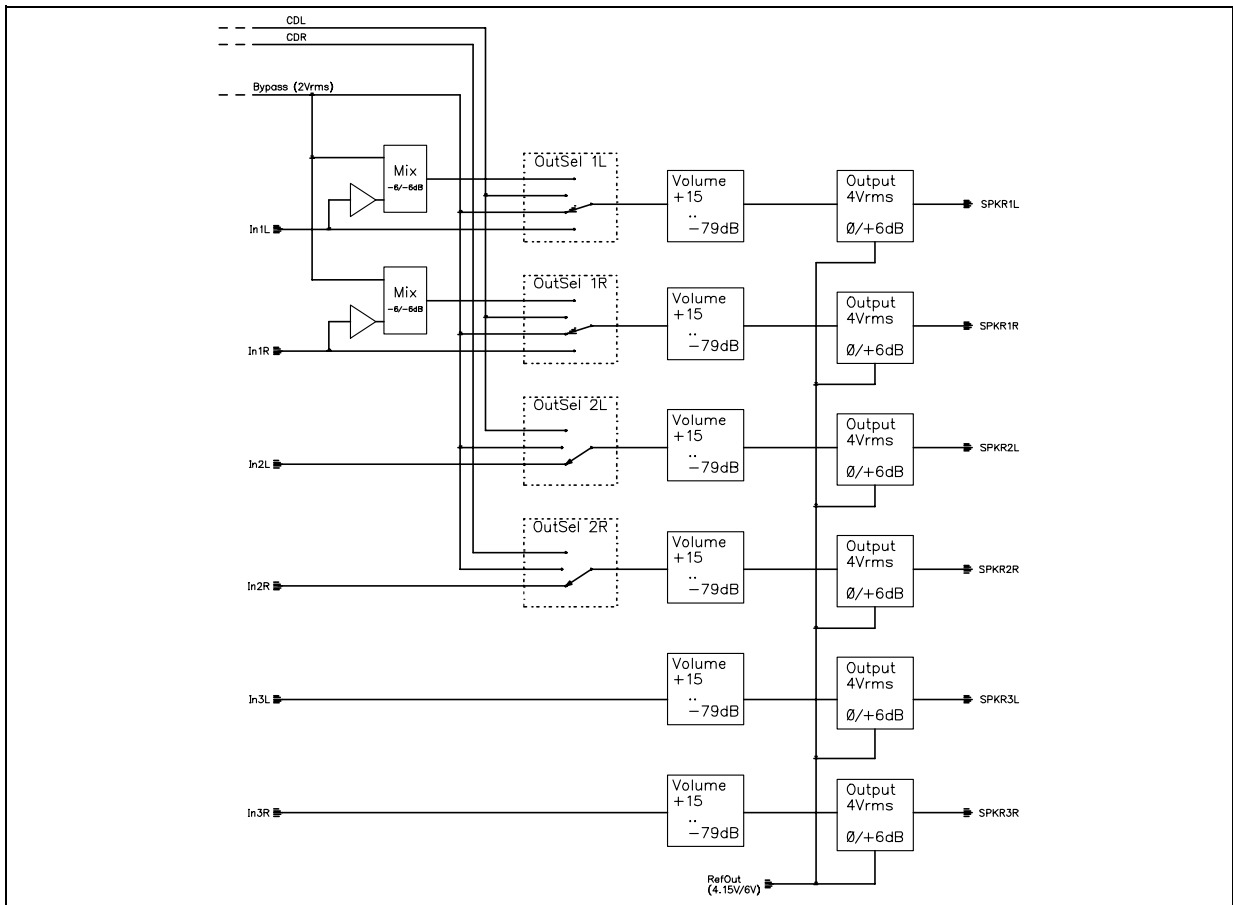 CDL
CDR
Bypass (2Vrms)
OutSel 1L
Mix
-6/-6dB
Volume
+15
..
-79dB
Output
4Vrms
Ø/+6dB
SPKR1L
In1L
OutSel 1R
Mix
-6/-6dB
Volume
+15
..
-79dB
Output
4Vrms
Ø/+6dB
SPKR1R
In1R
OutSel 2L
Volume
+15
..
-79dB
Output
4Vrms
Ø/+6dB
SPKR2L
In2L
OutSel 2R
Volume
+15
..
-79dB
Output
4Vrms
Ø/+6dB
SPKR2R
In2R
Volume
+15
..
-79dB
Output
4Vrms
Ø/+6dB
In3L
SPKR3L
Volume
+15
..
-79dB
Output
4Vrms
Ø/+6dB
In3R
SPKR3R
RefOut
(4.15V/6V)